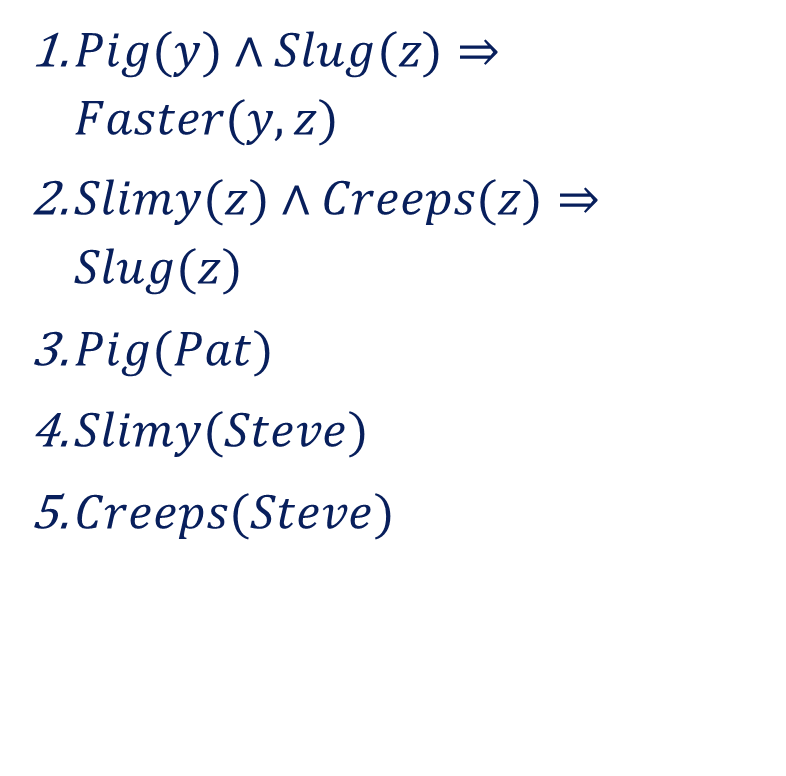 1. Pig(y) ∧ Slug(z) ⇒
Faster(y, z)
2. Slimy(z) ∧ Creeps(z) ⇒
Slug(z)
3. Pig(Pat)
4. Slimy(Steve)
5. Creeps(Steve)